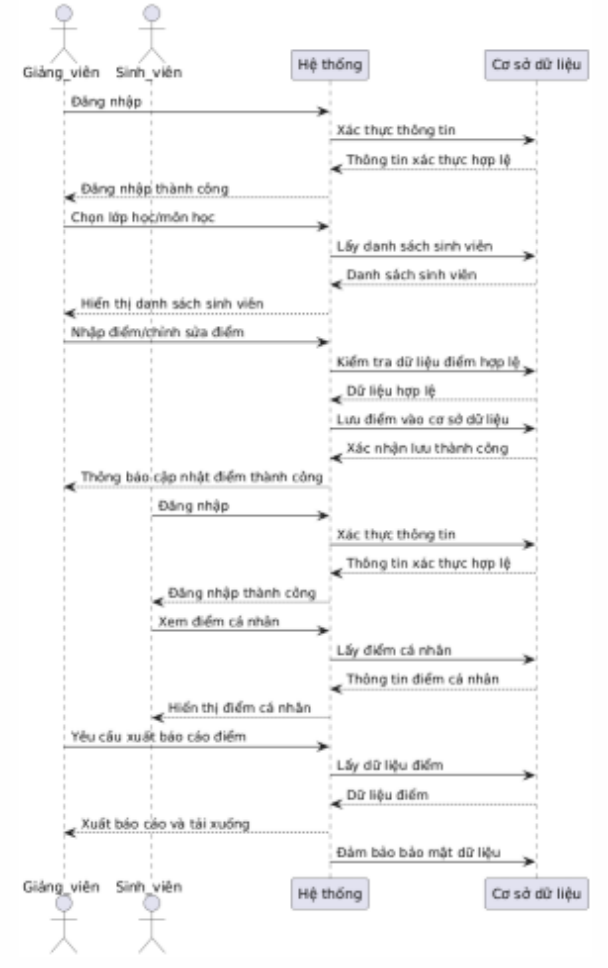 Giảng_viên Sinh_viên Hệ thống Cơ sở dữ liệu
Đăng nhập
Xác thực thông tin
Thông tin xác thực hợp lệ
Đăng nhập thành công
Chọn lớp học/môn học
Lấy danh sách sinh viên
Danh sách sinh viên
Hiển thị danh sách sinh viên
Nhập điểm/chỉnh sửa điểm
Kiểm tra dữ liệu điểm hợp lệ
Dữ liệu hợp lệ
Lưu điểm vào cơ sở dữ liệu
Xác nhận lưu thành công
Thông báo cập nhật điểm thành công
Đăng nhập
Xác thực thông tin
Thông tin xác thực hợp lệ
Đăng nhập thành công
Xem điểm cá nhân
Lấy điểm cá nhân
Thông tin điểm cá nhân
Hiển thị điểm cá nhân
Yêu cầu xuất báo cáo điểm
Lấy dữ liệu điểm
Dữ liệu điểm
Xuất báo cáo và tải xuống
Đảm bảo bảo mật dữ liệu
Giảng_viên Sinh_viên Hệ thống Cơ sở dữ liệu